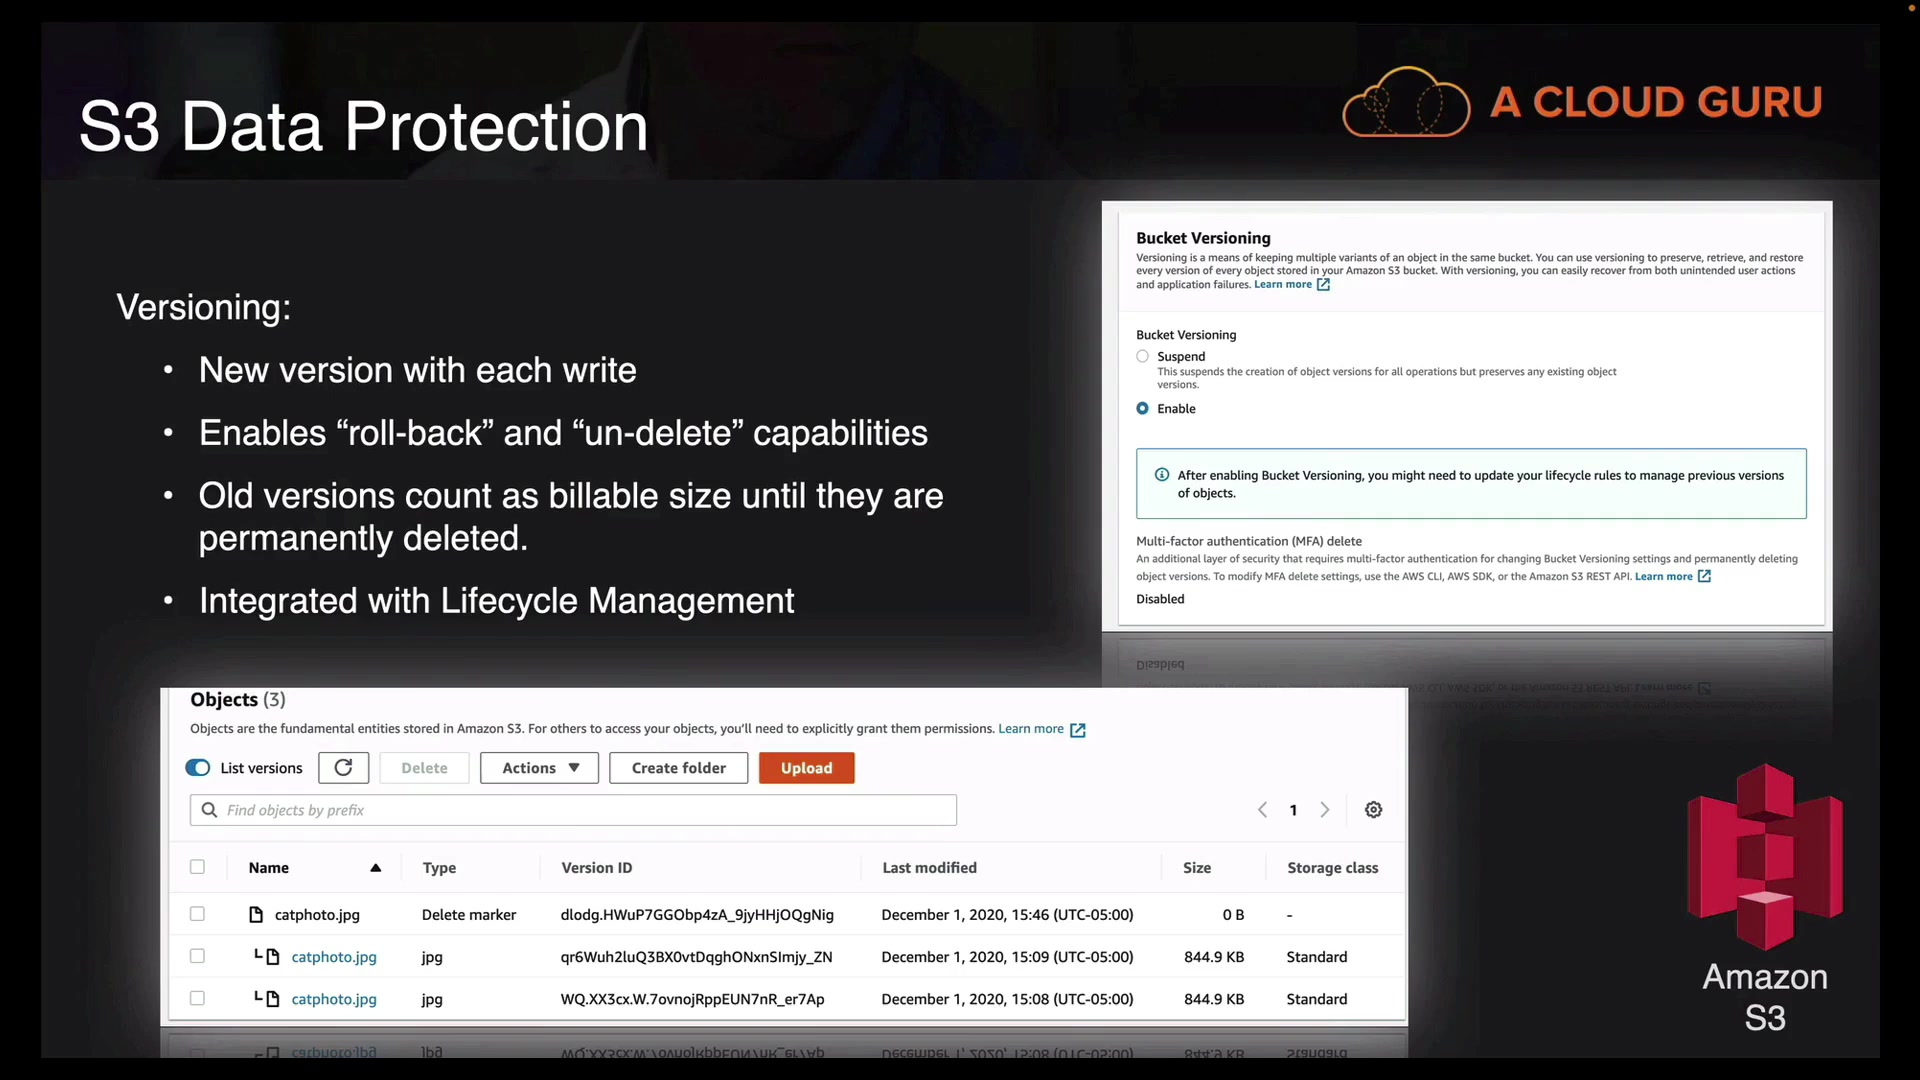 S3 Data Protection
A CLOUD GURU
Versioning:
• New version with each write
• Enables “roll-back” and “un-delete” capabilities
• Old versions count as billable size until they are
permanently deleted.
• Integrated with Lifecycle Management
Bucket Versioning
Versioning is a means of keeping multiple variants of an object in the same bucket. You can use versioning to preserve, retrieve, and restore
every version of every object stored in your Amazon S3 bucket. With versioning, you can easily recover from both unintended user actions
and application failures. Learn more
Bucket Versioning
Suspend
This suspends the creation of object versions for all operations but preserves any existing object
versions.
Enable
After enabling Bucket Versioning, you might need to update your lifecycle rules to manage previous versions
of objects.
Multi-factor authentication (MFA) delete
An additional layer of security that requires multi-factor authentication for changing Bucket Versioning settings and permanently deleting
object versions. To modify MFA delete settings, use the AWS CLI, AWS SDK, or the Amazon S3 REST API. Learn more
Disabled
Objects (3)
Objects are the fundamental entities stored in Amazon S3. For others to access your objects, you’ll need to explicitly grant them permissions. Learn more
List versions Delete Actions Create folder Upload
Find objects by prefix 1
Name Type Version ID Last modified Size Storage class
catphoto.jpg Delete marker dlodg.HWuP7GGObp4zA_9jyHHjOQgNig December 1, 2020, 15:46 (UTC-05:00) 0 B -
catphoto.jpg jpg qr6Wuh2luQ3BX0vtDqghONxnSImjy_ZN December 1, 2020, 15:09 (UTC-05:00) 844.9 KB Standard
catphoto.jpg jpg WQ.XX3cx.W.7ovnojRppEUN7nR_er7Ap December 1, 2020, 15:08 (UTC-05:00) 844.9 KB Standard
Amazon
S3